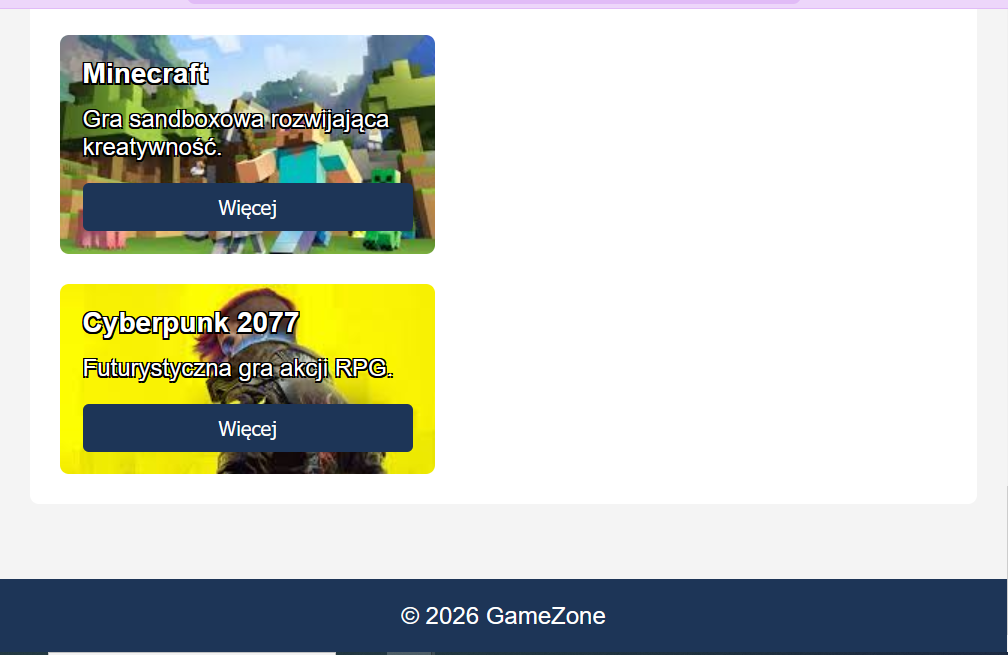 Minecraft
Gra sandboxowa rozwijająca
kreatywność.
Więcej
Cyberpunk 2077
Futurystyczna gra akcji RPG.
Więcej
© 2026 GameZone